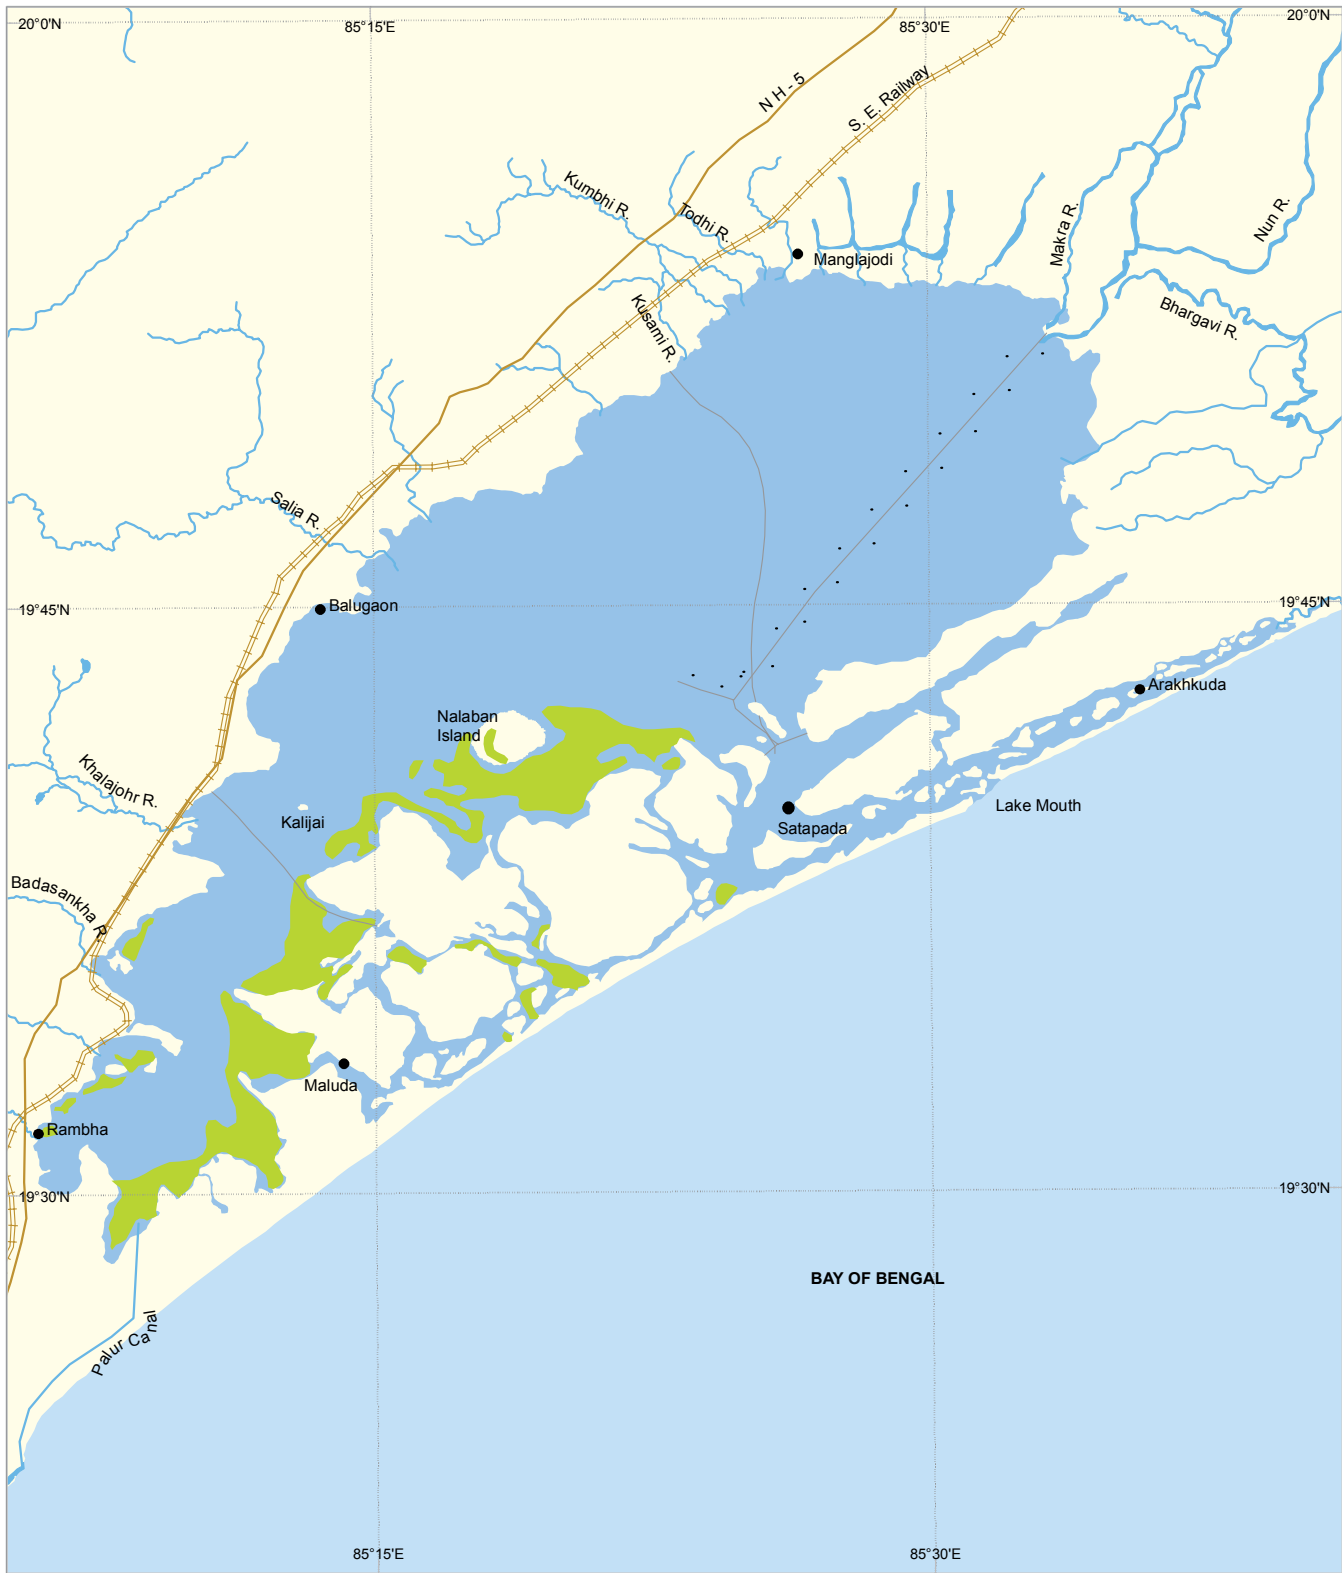 20°0'N
85°15'E
85°30'E
20°0'N
N H - 5
S. E. Railway
Kumbhi R.
Todhi R.
Makra R.
Nun R.
Manglajodi
Kusami R.
Bhargavi R.
Salia R.
19°45'N
Balugaon
19°45'N
Arakhkuda
Nalaban
Island
Khalajohr R.
Kalijai
Lake Mouth
Satapada
Badasankha R.
Maluda
Rambha
19°30'N
19°30'N
BAY OF BENGAL
Palur Canal
85°15'E
85°30'E